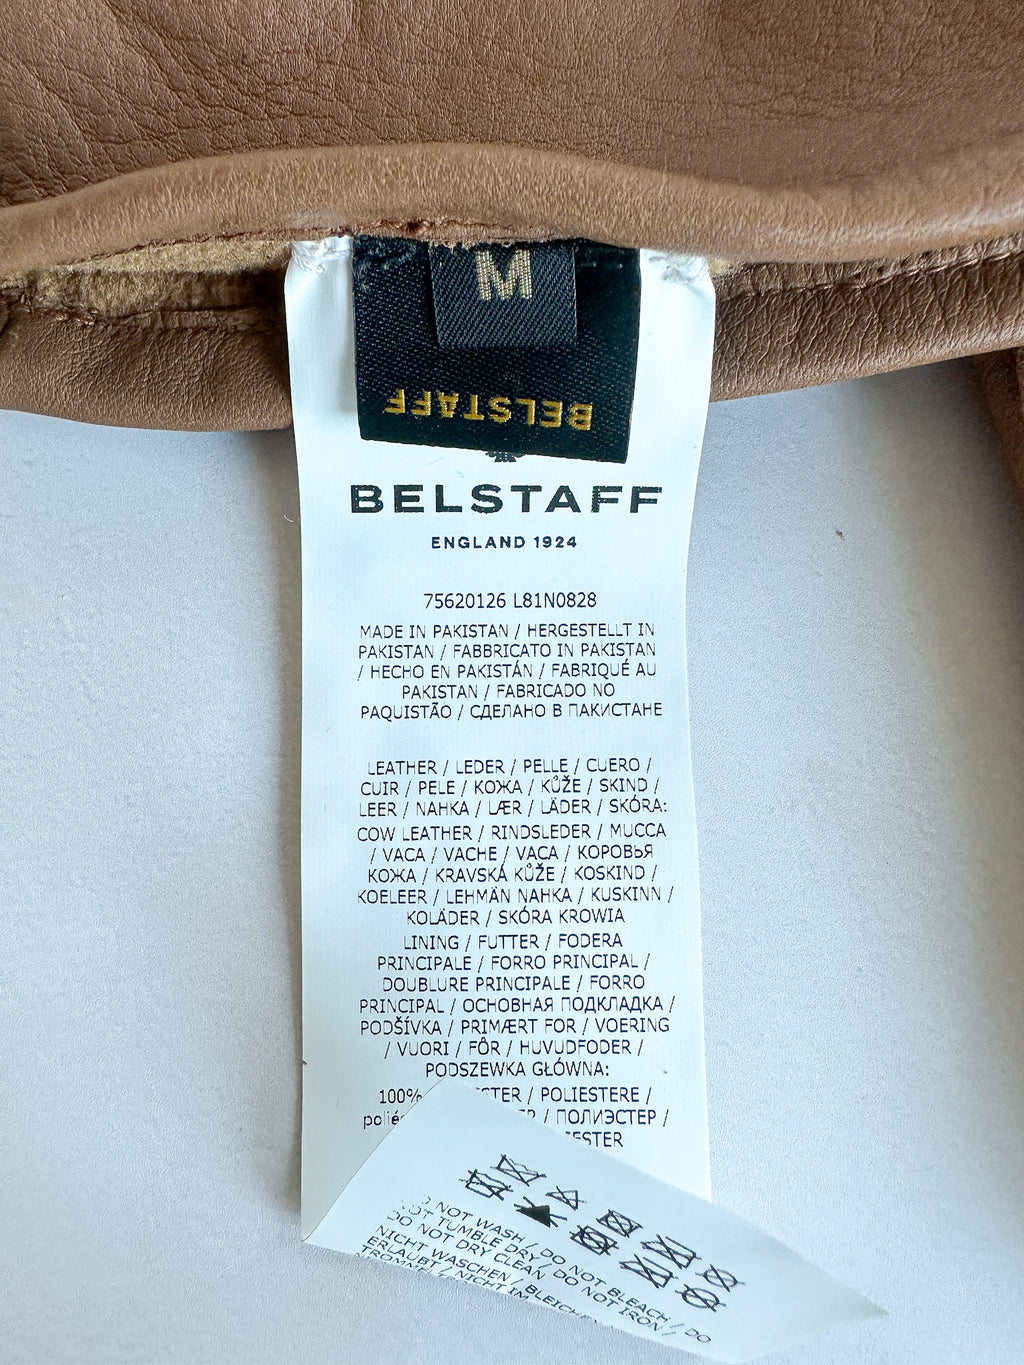 M
BELSTAFF
BELSTAFF
ENGLAND 1924
75620126 L81N0828
MADE IN PAKISTAN / HERGESTELLT IN
PAKISTAN / FABBRICATO IN PAKISTAN
/ HECHO EN PAKISTÁN / FABRIQUÉ AU
PAKISTAN / FABRICADO NO
PAQUISTÃO / СДЕЛАНО В ПАКИСТАНЕ
LEATHER / LEDER / PELLE / CUERO /
CUIR / PELE / КОЖА / KŮŽE / SKIND /
LEER / NAHKA / LÆR / LÄDER / SKÓRA:
COW LEATHER / RINDSLEDER / MUCCA
/ VACA / VACHE / VACA / КОРОВЬЯ
КОЖА / KRAVSKÁ KŮŽE / KOSKIND /
KOELEER / LEHMÄN NAHKA / KUSKINN /
KOLÄDER / SKÓRA KROWIA
LINING / FUTTER / FODERA
PRINCIPALE / FORRO PRINCIPAL /
DOUBLURE PRINCIPALE / FORRO
PRINCIPAL / ОСНОВНАЯ ПОДКЛАДКА /
PODŠÍVKA / PRIMÆRT FOR / VOERING
/ VUORI / FÔR / HUVUDFODER /
PODSZEWKA GŁÓWNA:
100% / POLIESTERE /
/ ПОЛИЭСТЕР /
NOT WASH / DO NOT BLEACH / DO
NOT TUMBLE DRY / DO NOT IRON /
DO NOT DRY CLEAN
NICHT WASCHEN / BLEICHEN
ERLAUBT / NICHT IM